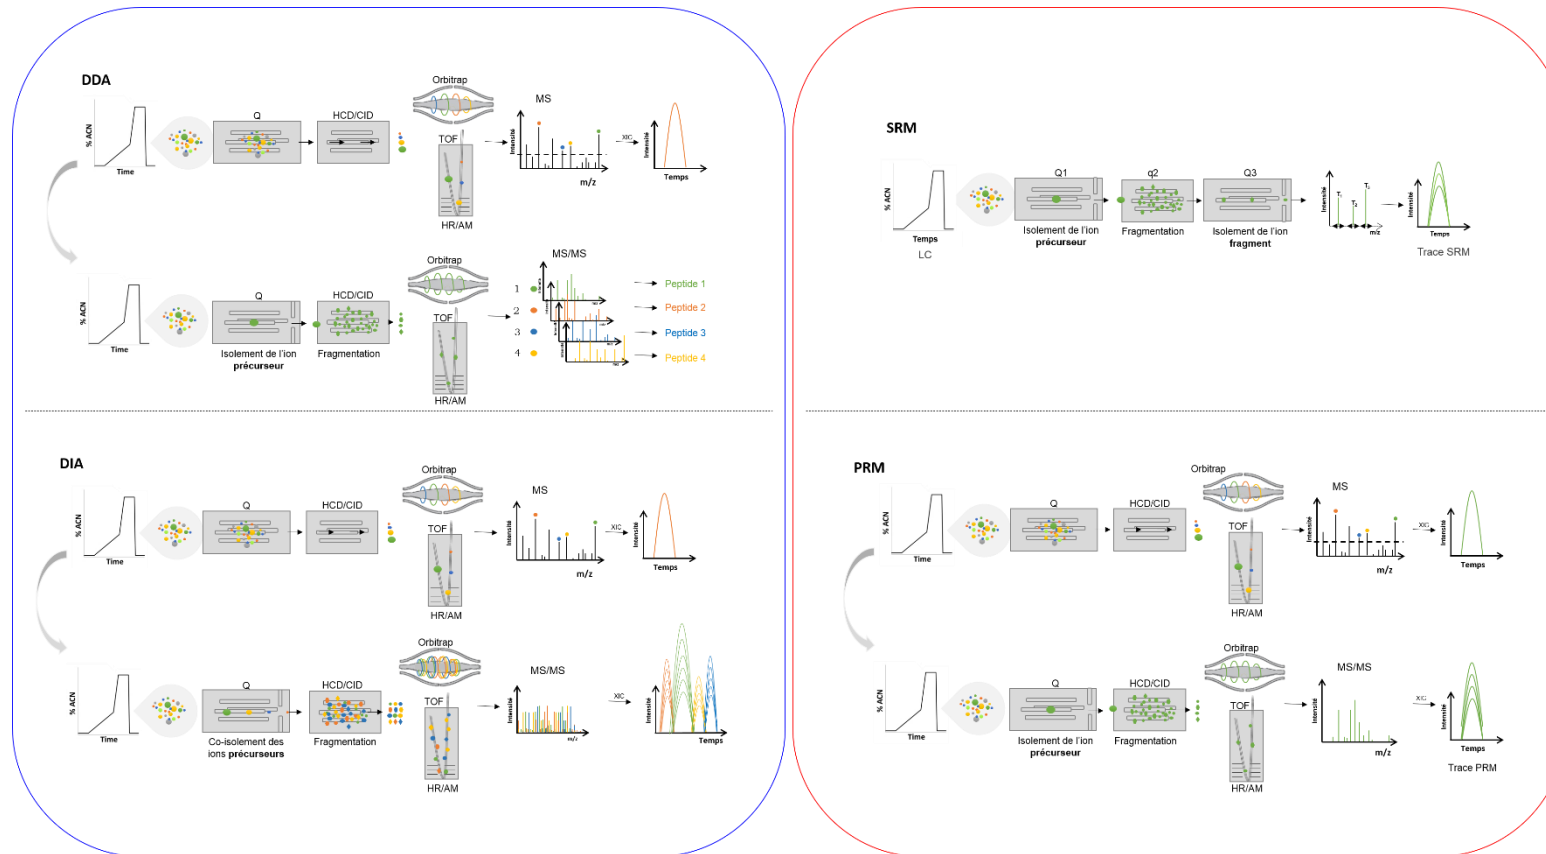 DDA
% ACN
Time
Q
HCD/CID
Orbitrap
TOF
HR/AM
MS
Intensité
m/z
XIC
Intensité
Temps
% ACN
Time
Q
Isolement de l'ion
précurseur
HCD/CID
Fragmentation
Orbitrap
TOF
HR/AM
MS/MS
1
2
3
4
Peptide 1
Peptide 2
Peptide 3
Peptide 4
DIA
% ACN
Time
Q
HCD/CID
Orbitrap
TOF
HR/AM
MS
Intensité
m/z
XIC
Intensité
Temps
% ACN
Time
Q
Co-isolement des
ions précurseurs
HCD/CID
Fragmentation
Orbitrap
TOF
HR/AM
MS/MS
Intensité
m/z
XIC
Intensité
Temps
SRM
% ACN
Temps
LC
Q1
Isolement de l'ion
précurseur
q2
Fragmentation
Q3
Isolement de l'ion
fragment
Intensité
T1
T2
m/z
Intensité
Temps
Trace SRM
PRM
% ACN
Time
Q
HCD/CID
Orbitrap
TOF
HR/AM
MS
Intensité
m/z
XIC
Intensité
Temps
% ACN
Time
Q
Isolement de l'ion
précurseur
HCD/CID
Fragmentation
Orbitrap
TOF
HR/AM
MS/MS
Intensité
m/z
XIC
Intensité
Temps
Trace PRM